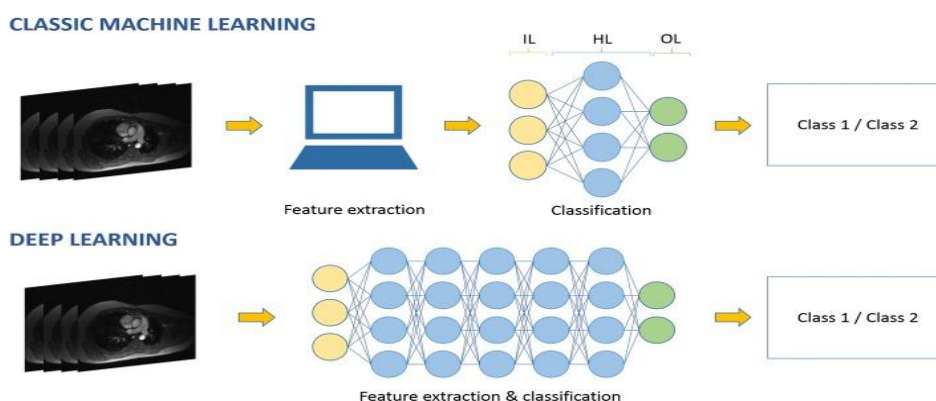 CLASSIC MACHINE LEARNING
IL HL OL
Class 1 / Class 2
Feature extraction
Classification
DEEP LEARNING
Class 1 / Class 2
Feature extraction & classification